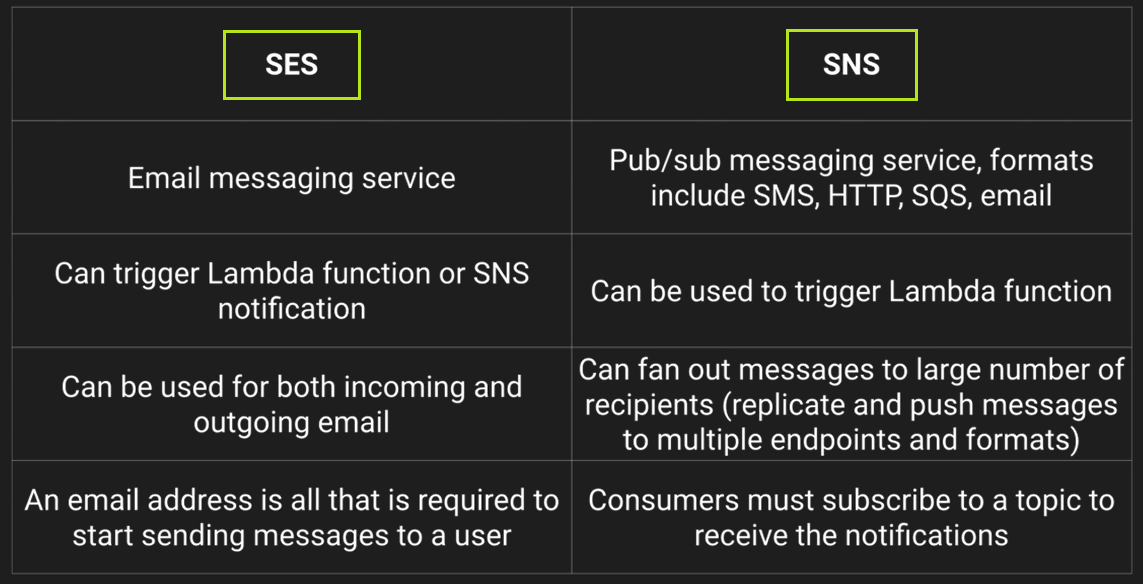 SES
SNS
Email messaging service
Pub/sub messaging service, formats
include SMS, HTTP, SQS, email
Can trigger Lambda function or SNS
notification
Can be used to trigger Lambda function
Can be used for both incoming and
outgoing email
Can fan out messages to large number of
recipients (replicate and push messages
to multiple endpoints and formats)
An email address is all that is required to
start sending messages to a user
Consumers must subscribe to a topic to
receive the notifications